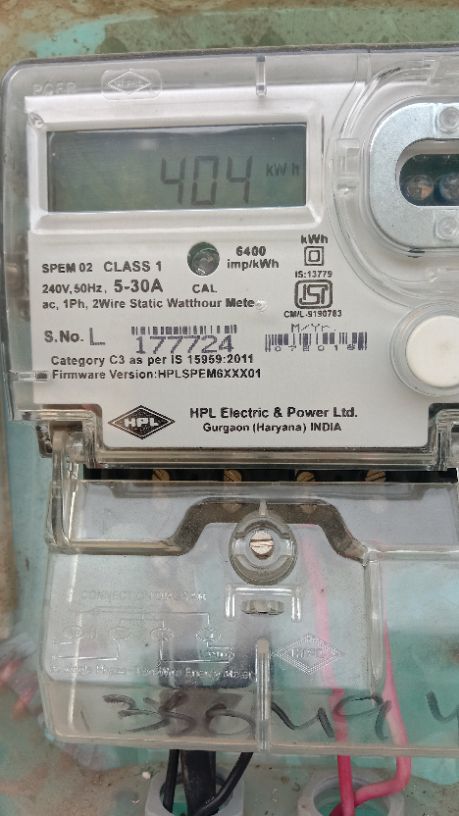 404 kWh
6400
imp/kWh
kWh
SPEM 02 CLASS 1
240V,50Hz, 5-30A CAL
IS:13779
ac, 1Ph, 2Wire Static Watthour Meter
CM/L-9190783
S.No. L 177724
M/Yr
Category C3 as per IS 15959:2011
Firmware Version:HPLSPEM6XXX01
HPL
HPL Electric & Power Ltd.
Gurgaon (Haryana) INDIA